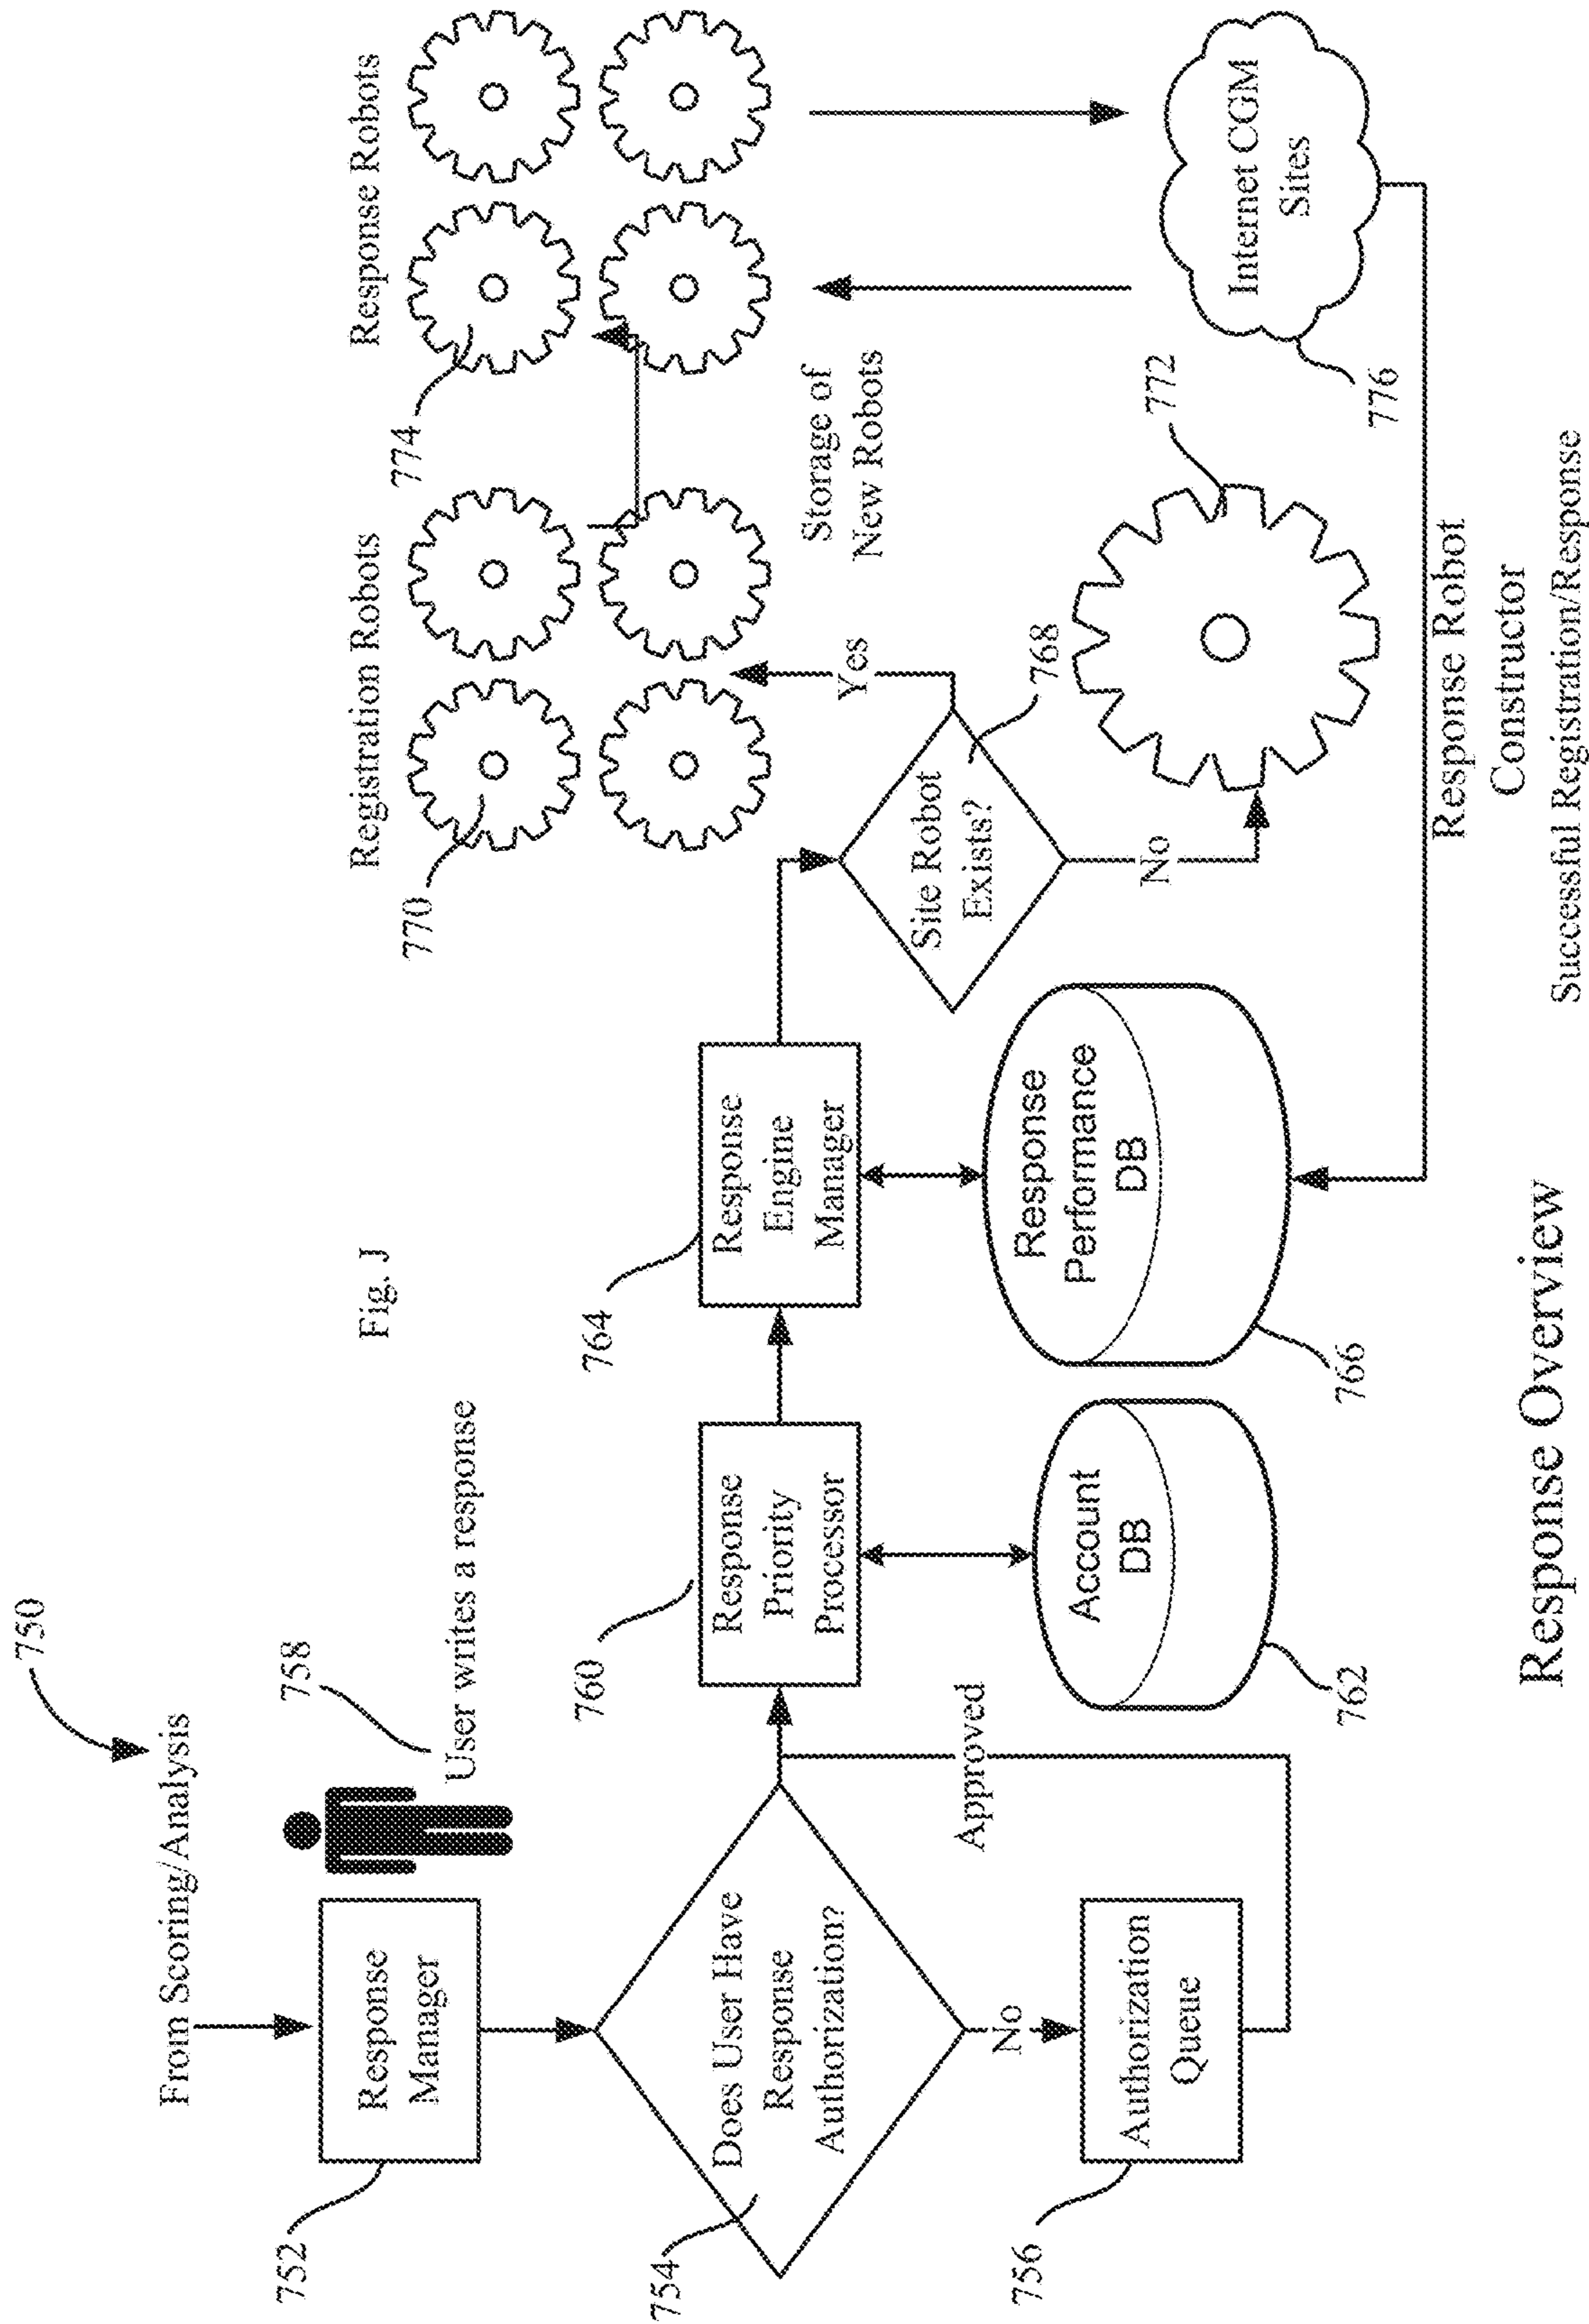 750
From Scoring/Analysis
752
Response
Manager
758
User writes a response
Fig. J
754
Does User Have
Response
Authorization?
No
756
Authorization
Queue
Approved
760
Response
Priority
Processor
762
Account
DB
764
Response
Engine
Manager
766
Response
Performance
DB
768
Site Robot
Exists?
Yes
No
770
Registration Robots
774
Response Robots
Storage of
New Robots
772
Response Robot
Constructor
776
Internet CGM
Sites
Successful Registration/Response
Response Overview